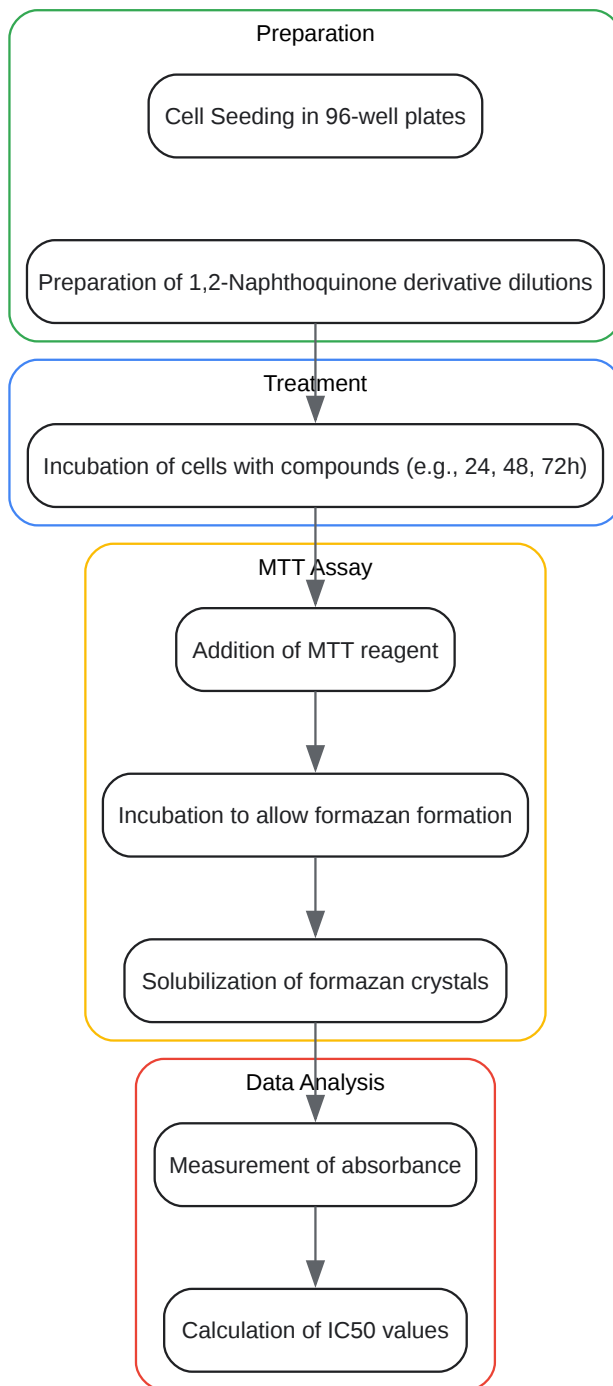 Preparation
Cell Seeding in 96-well plates
Preparation of 1,2-Naphthoquinone derivative dilutions
Treatment
Incubation of cells with compounds (e.g., 24, 48, 72h)
MTT Assay
Addition of MTT reagent
Incubation to allow formazan formation
Solubilization of formazan crystals
Data Analysis
Measurement of absorbance
Calculation of IC50 values